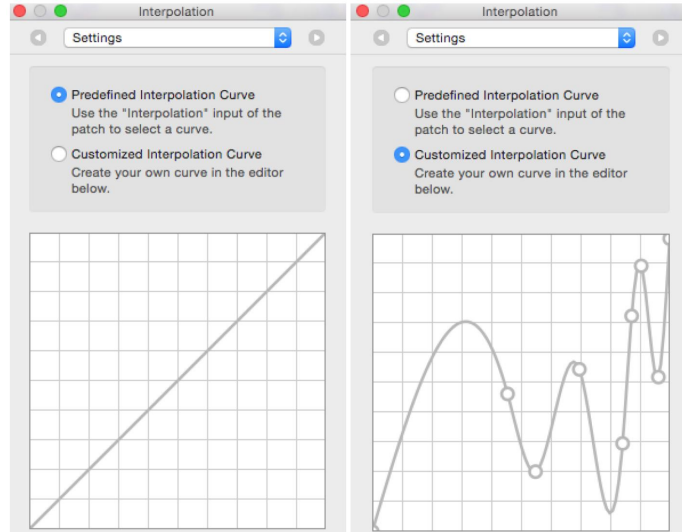 Interpolation
Settings
Predefined Interpolation Curve
Use the "Interpolation" input of the
patch to select a curve.
Customized Interpolation Curve
Create your own curve in the editor
below.
Interpolation
Settings
Predefined Interpolation Curve
Use the "Interpolation" input of the
patch to select a curve.
Customized Interpolation Curve
Create your own curve in the editor
below.